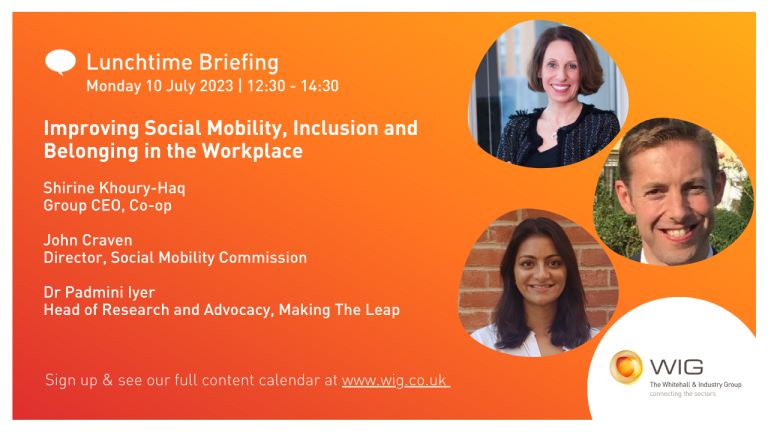 Lunchtime Briefing
Monday 10 July 2023 | 12:30 - 14:30
Improving Social Mobility, Inclusion and
Belonging in the Workplace
Shirine Khoury-Haq
Group CEO, Co-op
John Craven
Director, Social Mobility Commission
Dr Padmini Iyer
Head of Research and Advocacy, Making The Leap
Sign up & see our full content calendar at www.wig.co.uk
WIG
The Whitehall & Industry Group
connecting the sectors